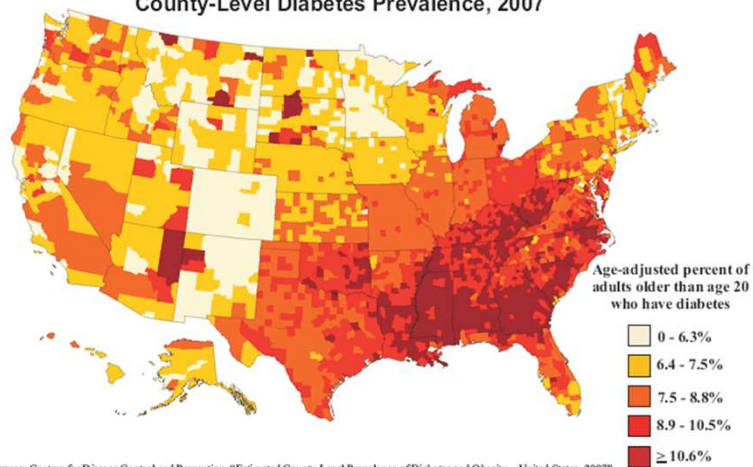 County-Level Diabetes Prevalence, 2007
Age-adjusted percent of
adults older than age 20
who have diabetes
0 - 6.3%
6.4 - 7.5%
7.5 - 8.8%
8.9 - 10.5%
≥ 10.6%